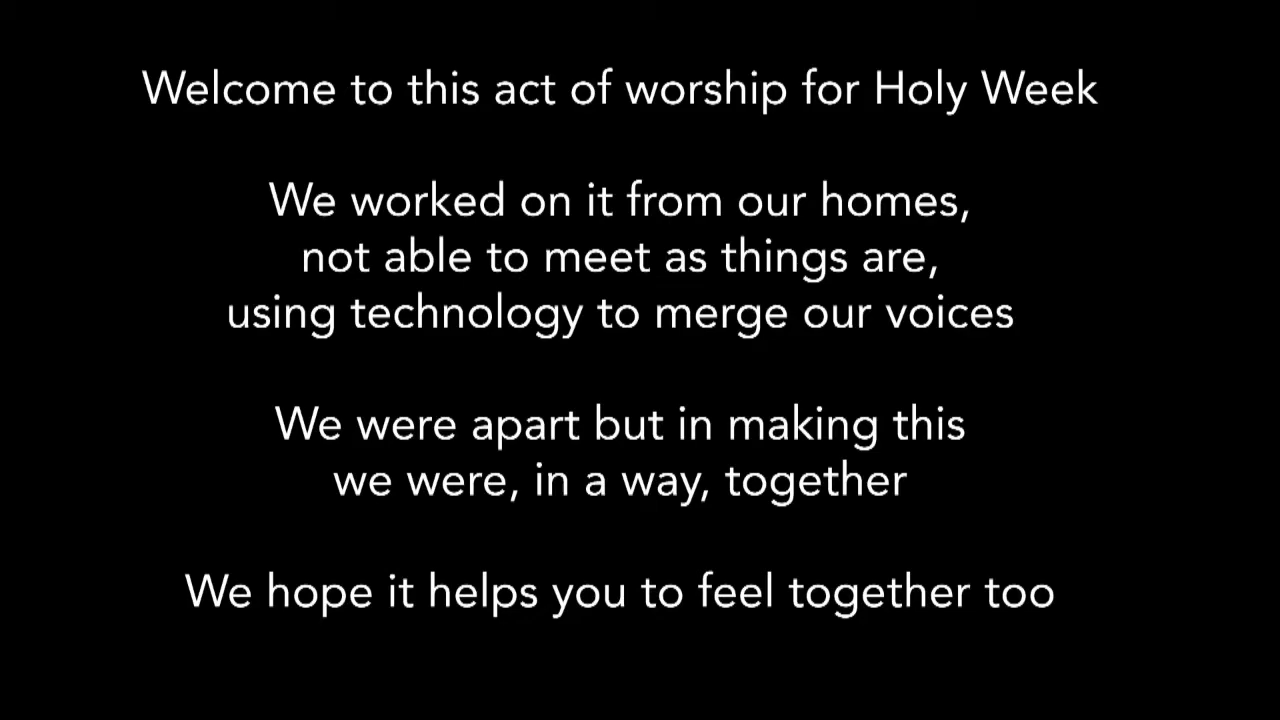 Welcome to this act of worship for Holy Week
We worked on it from our homes,
not able to meet as things are,
using technology to merge our voices
We were apart but in making this
we were, in a way, together
We hope it helps you to feel together too